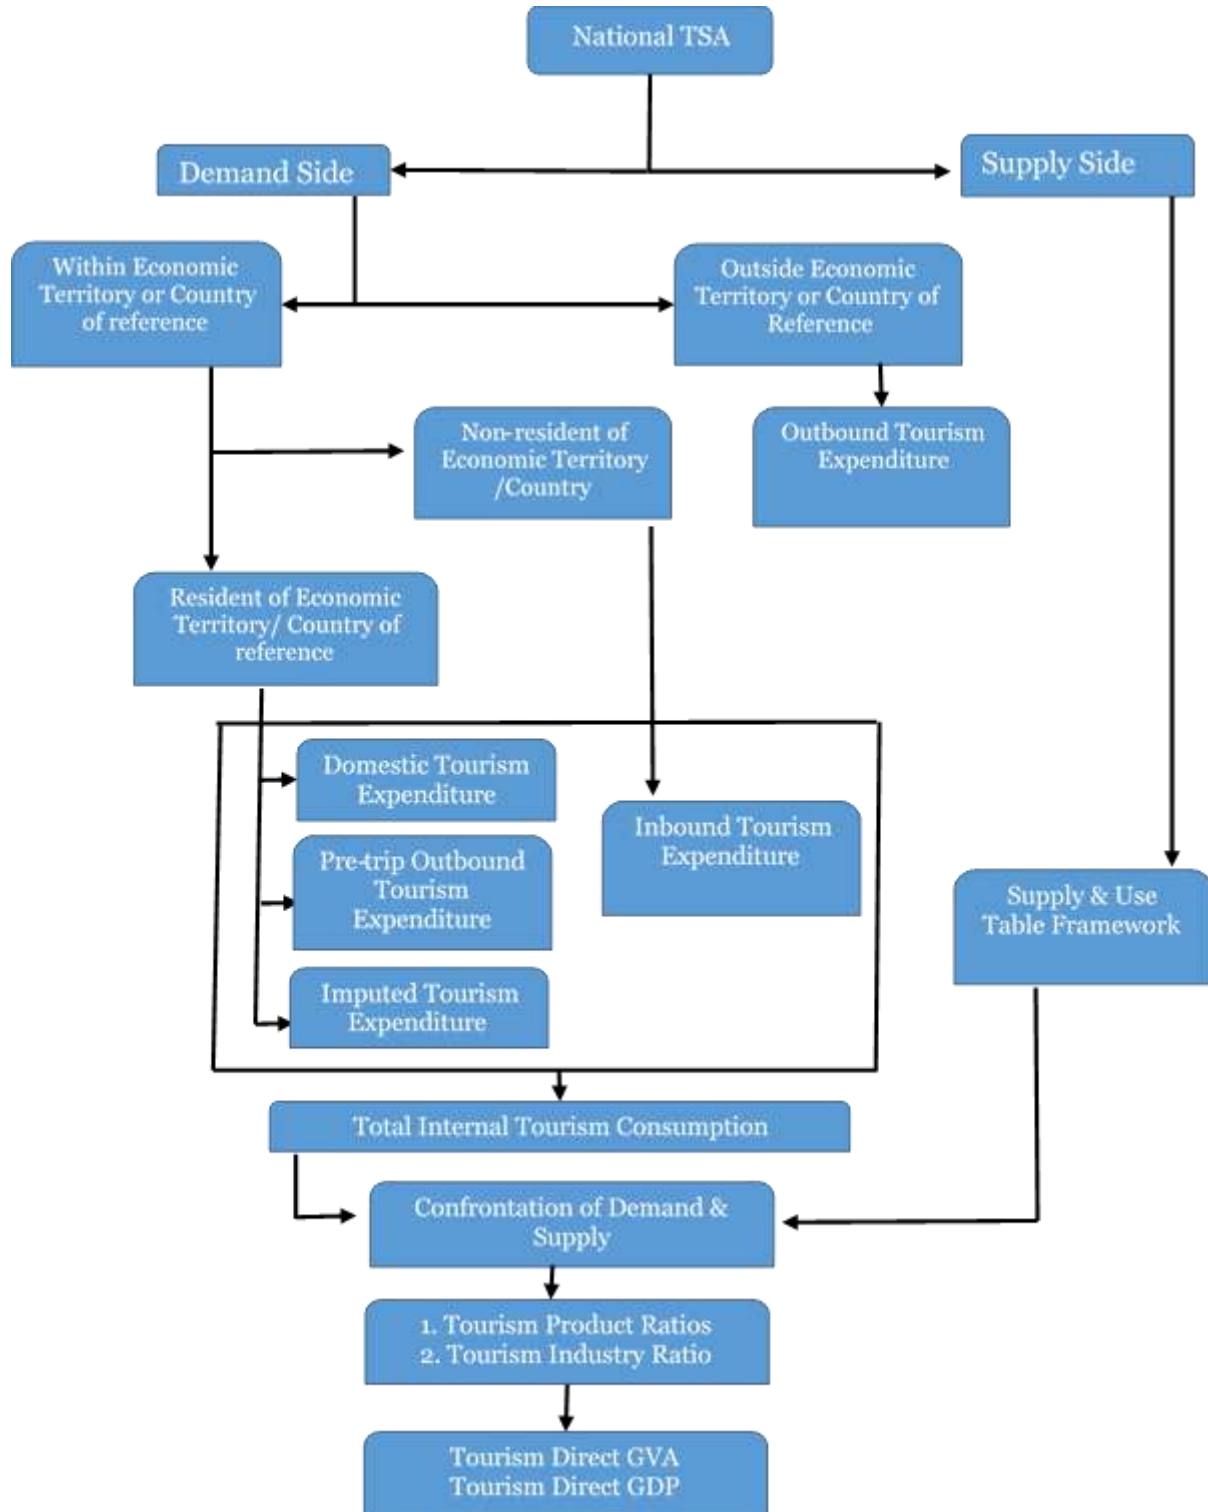 National TSA
Demand Side
Supply Side
Within Economic
Territory or Country
of reference
Outside Economic
Territory or Country of
Reference
Non-resident of
Economic Territory
/Country
Outbound Tourism
Expenditure
Resident of Economic
Territory/ Country of
reference
Domestic Tourism
Expenditure
Inbound Tourism
Expenditure
Pre-trip Outbound
Tourism
Expenditure
Supply & Use
Table Framework
Imputed Tourism
Expenditure
Total Internal Tourism Consumption
Confrontation of Demand &
Supply
1. Tourism Product Ratios
2. Tourism Industry Ratio
Tourism Direct GVA
Tourism Direct GDP